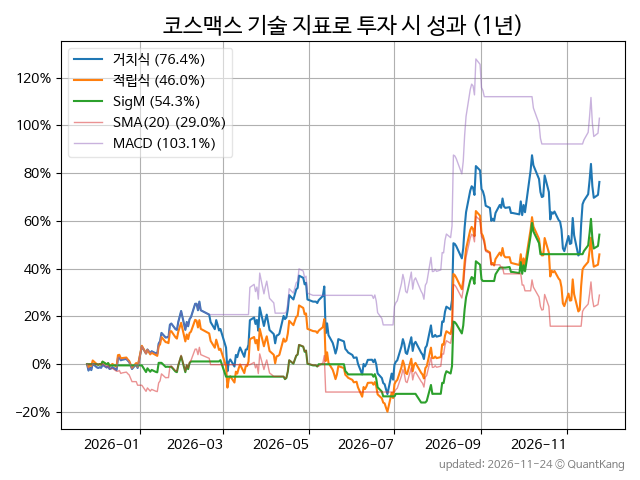 코스맥스 기술 지표로 투자 시 성과 (1년)
거치식 (76.4%)
적립식 (46.0%)
SigM (54.3%)
SMA(20) (29.0%)
MACD (103.1%)
120%
100%
80%
60%
40%
20%
0%
−20%
2026-01
2026-03
2026-05
2026-07
2026-09
2026-11
updated: 2026-11-24 © QuantKang